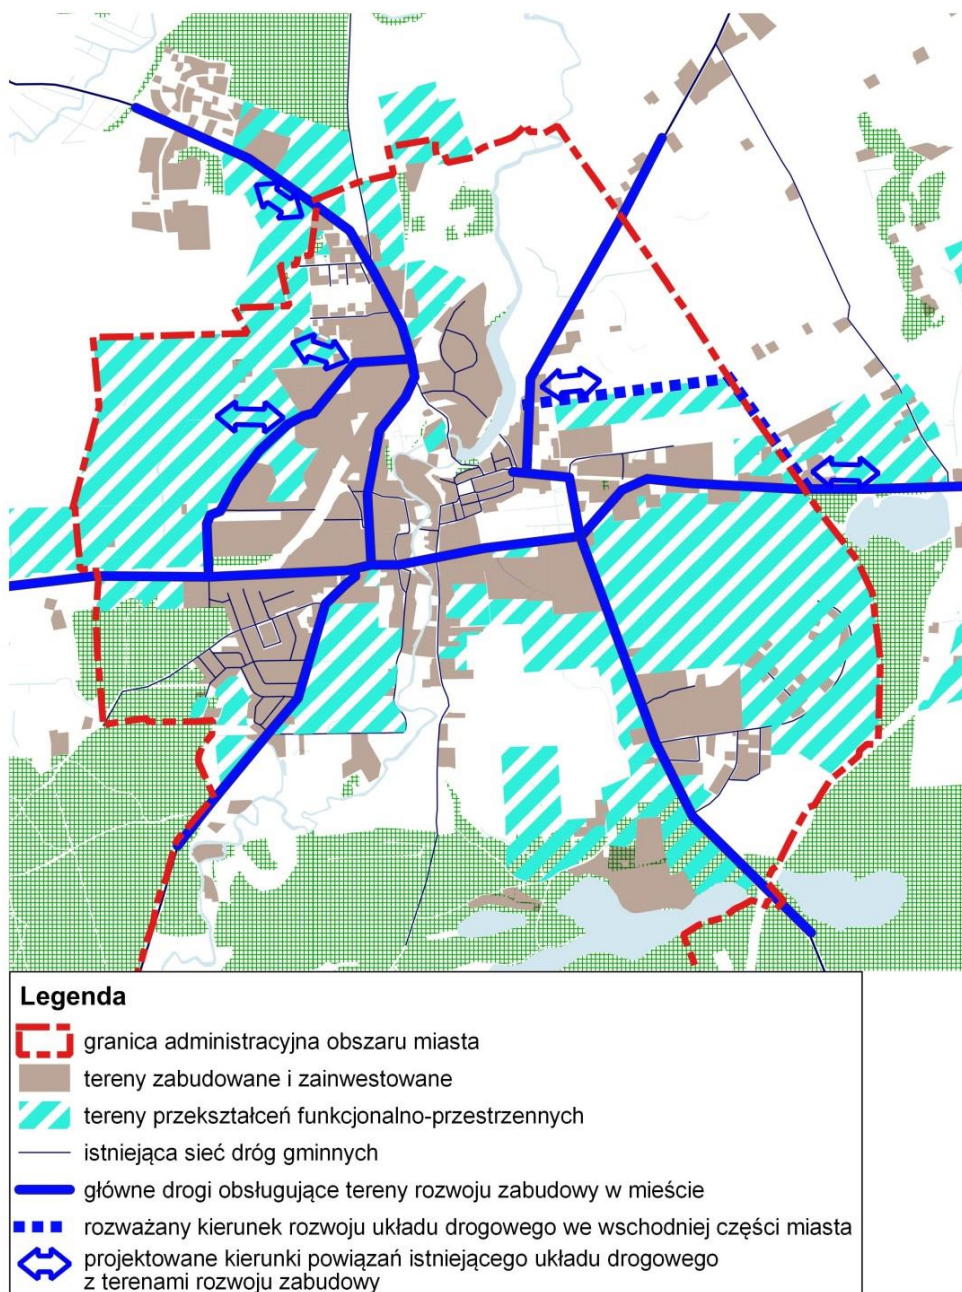 Legenda
granica administracyjna obszaru miasta
tereny zabudowane i zainwestowane
tereny przekształceń funkcjonalno-przestrzennych
istniejąca sieć dróg gminnych
główne drogi obsługujące tereny rozwoju zabudowy w mieście
rozważany kierunek rozwoju układu drogowego we wschodniej części miasta
projektowane kierunki powiązań istniejącego układu drogowego
z terenami rozwoju zabudowy